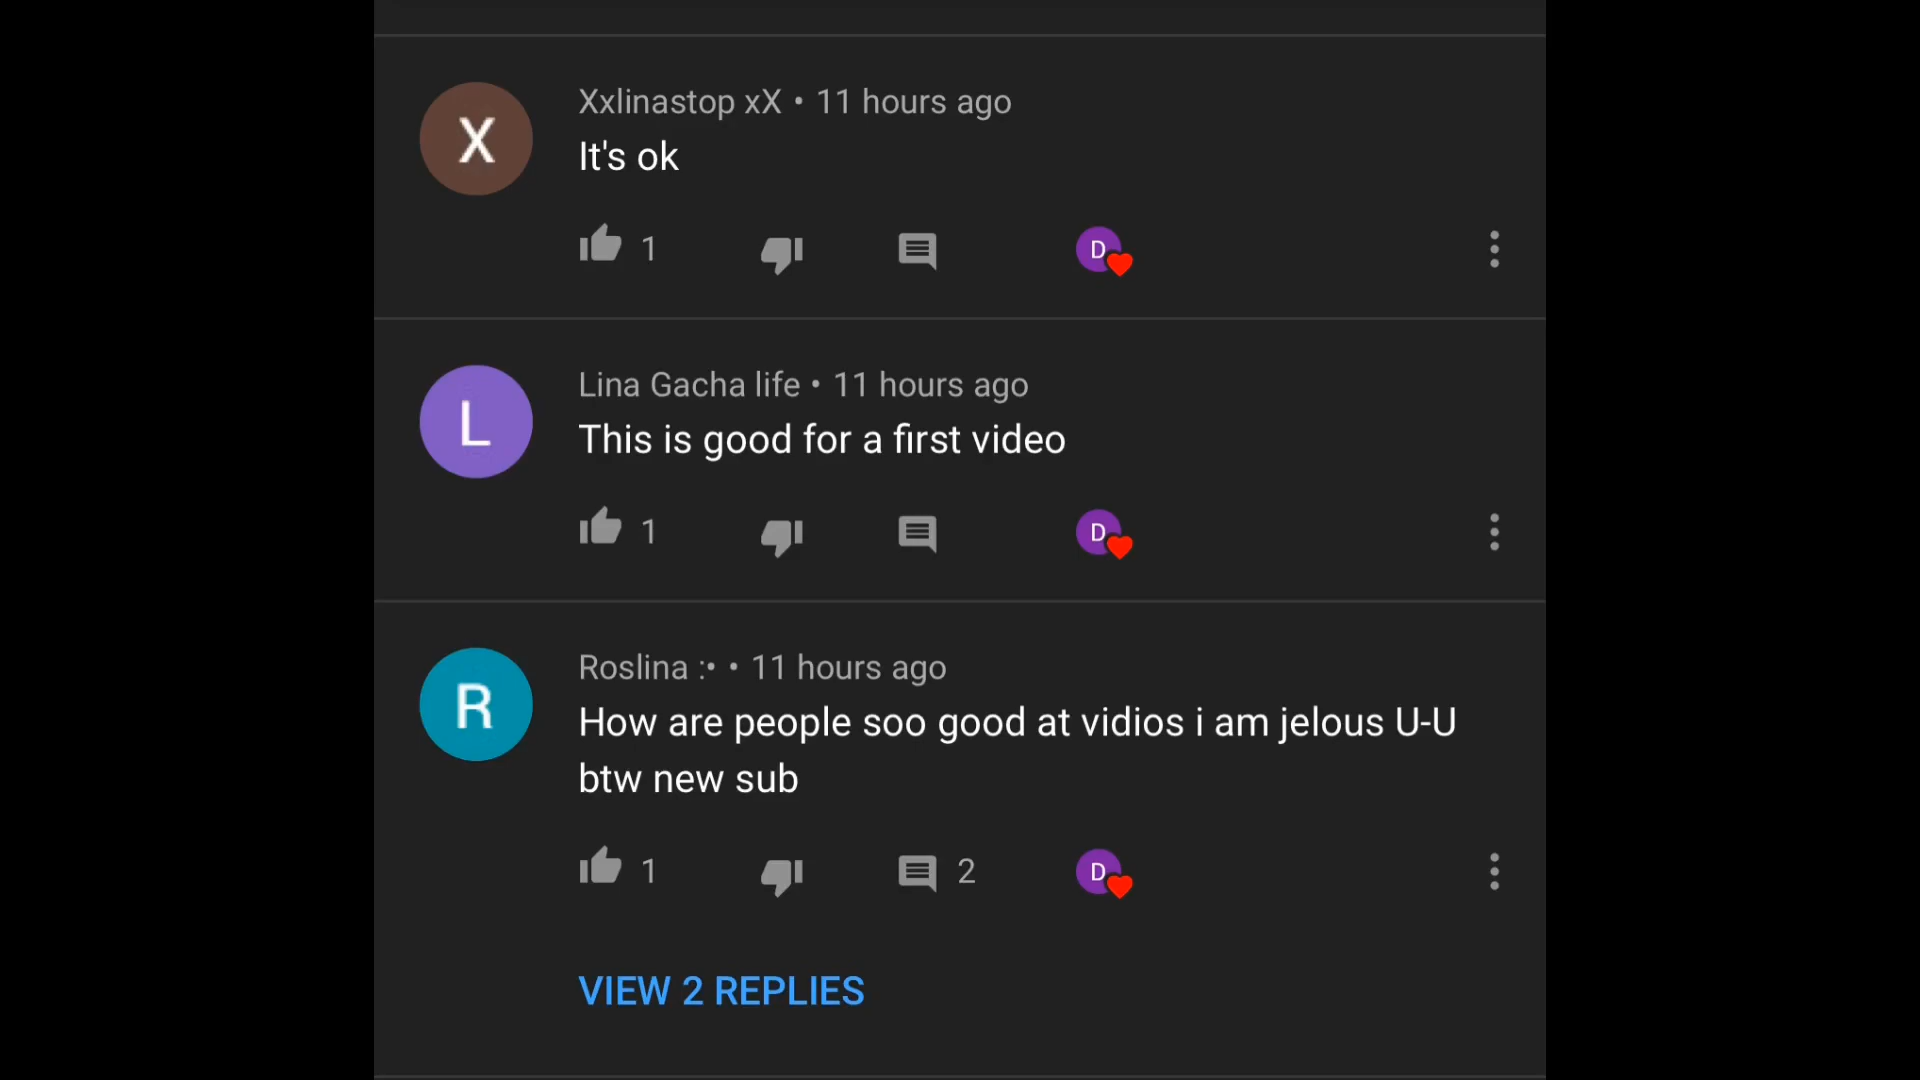 X
Xxlinastop xX • 11 hours ago
It's ok
1
D
L
Lina Gacha life • 11 hours ago
This is good for a first video
1
D
R
Roslina :• • 11 hours ago
How are people soo good at vidios i am jelous U-U
btw new sub
1 2
D
VIEW 2 REPLIES